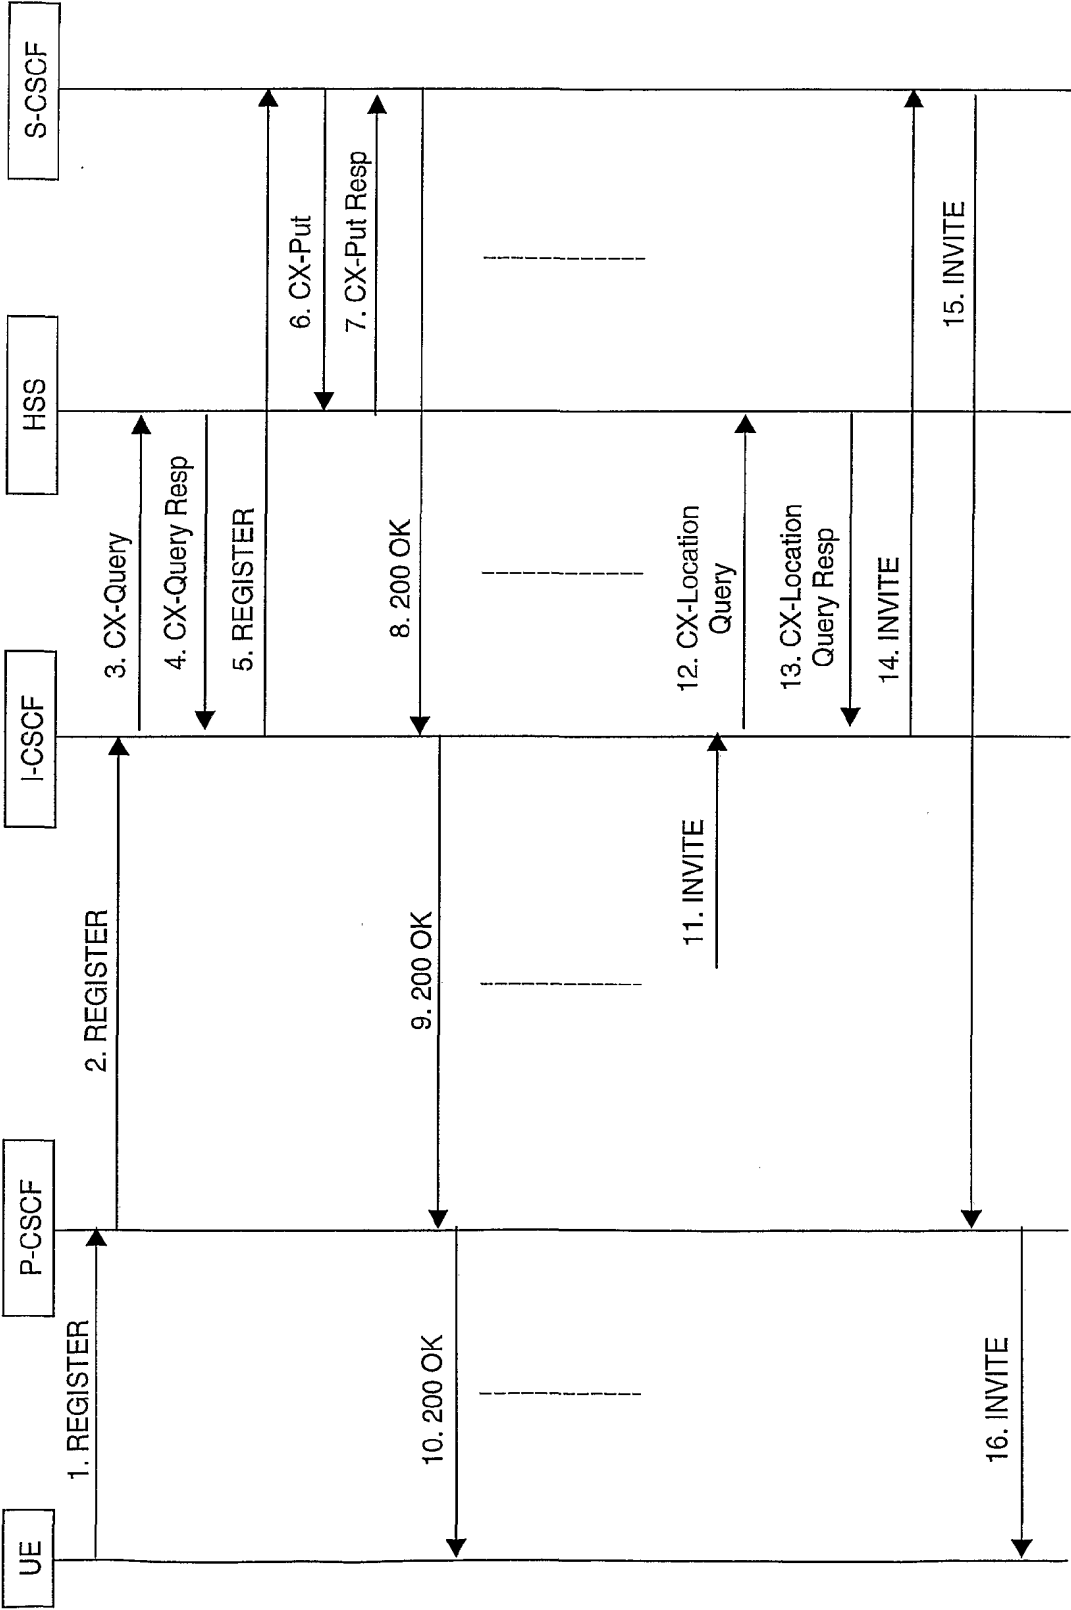 UE
P-CSCF
I-CSCF
HSS
S-CSCF
1. REGISTER
2. REGISTER
3. CX-Query
4. CX-Query Resp
5. REGISTER
6. CX-Put
7. CX-Put Resp
8. 200 OK
9. 200 OK
10. 200 OK
11. INVITE
12. CX-Location
Query
13. CX-Location
Query Resp
14. INVITE
15. INVITE
16. INVITE